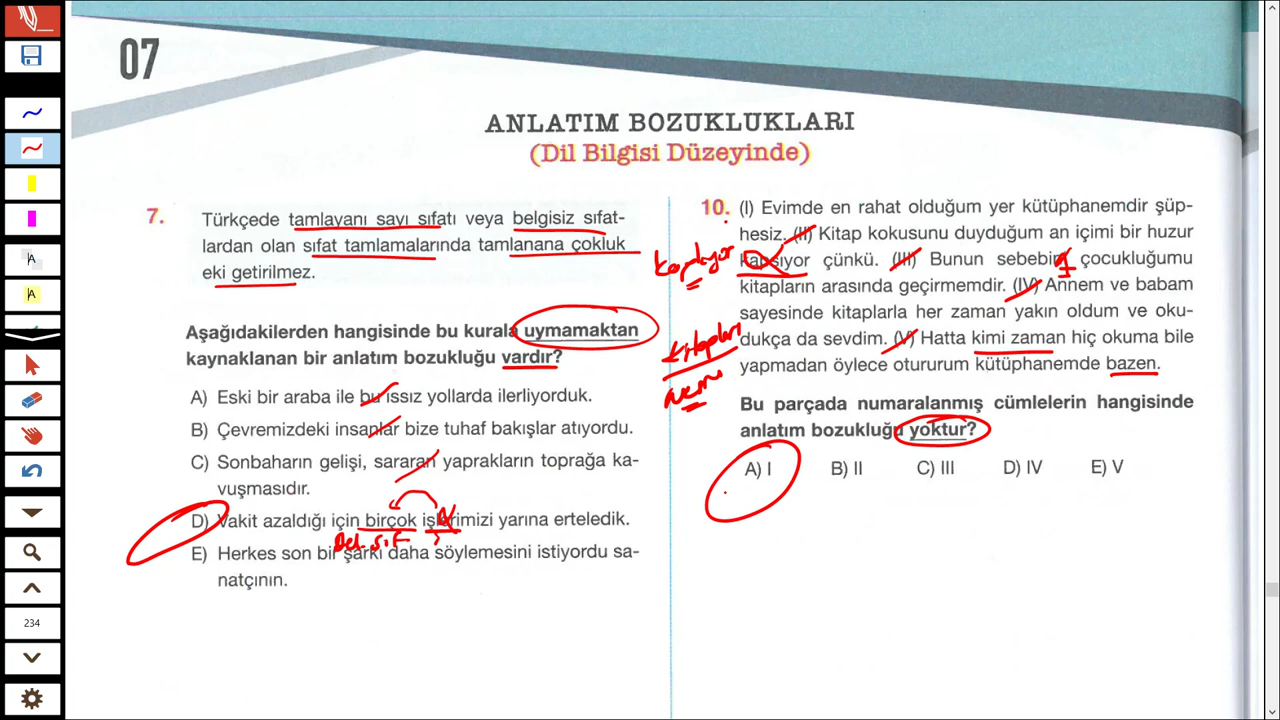 07
ANLATIM BOZUKLUKLARI
(Dil Bilgisi Düzeyinde)
7.
Türkçede tamlayanı sayı sıfatı veya belgisiz sıfat-
lardan olan sıfat tamlamalarında tamlanana çokluk
eki getirilmez.
Aşağıdakilerden hangisinde bu kurala uymamaktan
kaynaklanan bir anlatım bozukluğu vardır?
A) Eski bir araba ile bu ıssız yollarda ilerliyorduk.
B) Çevrenizdeki insanlar bize tuhaf bakışlar atıyordu.
C) Sonbaharın gelişi, sararan yaprakların toprağa ka-
vuşmasıdır.
D) Vakit azaldığı için birçok işlerimizi yarına erteledik.
Bel. sıf
E) Herkes son bir şarkı daha söylemesini istiyordu sa-
natçının.
10. (I) Evimde en rahat olduğum yer kütüphanemdir şüp-
hesiz. (II) Kitap kokusunu duyduğum an içimi bir huzur
kaplıyor
kapsıyor çünkü. (III) Bunun sebebini çocukluğumu
kitapların arasında geçirmemdir. (IV) Annem ve babam
sayesinde kitaplarla her zaman yakın oldum ve oku-
kitapları
dukça da sevdim. (V) Hatta kimi zaman hiç okuma bile
yapmadan öylece otururum kütüphanemde bazen.
Bu parçada numaralanmış cümlelerin hangisinde
anlatım bozukluğu yoktur?
A) I B) II C) III D) IV E) V
A
A
234